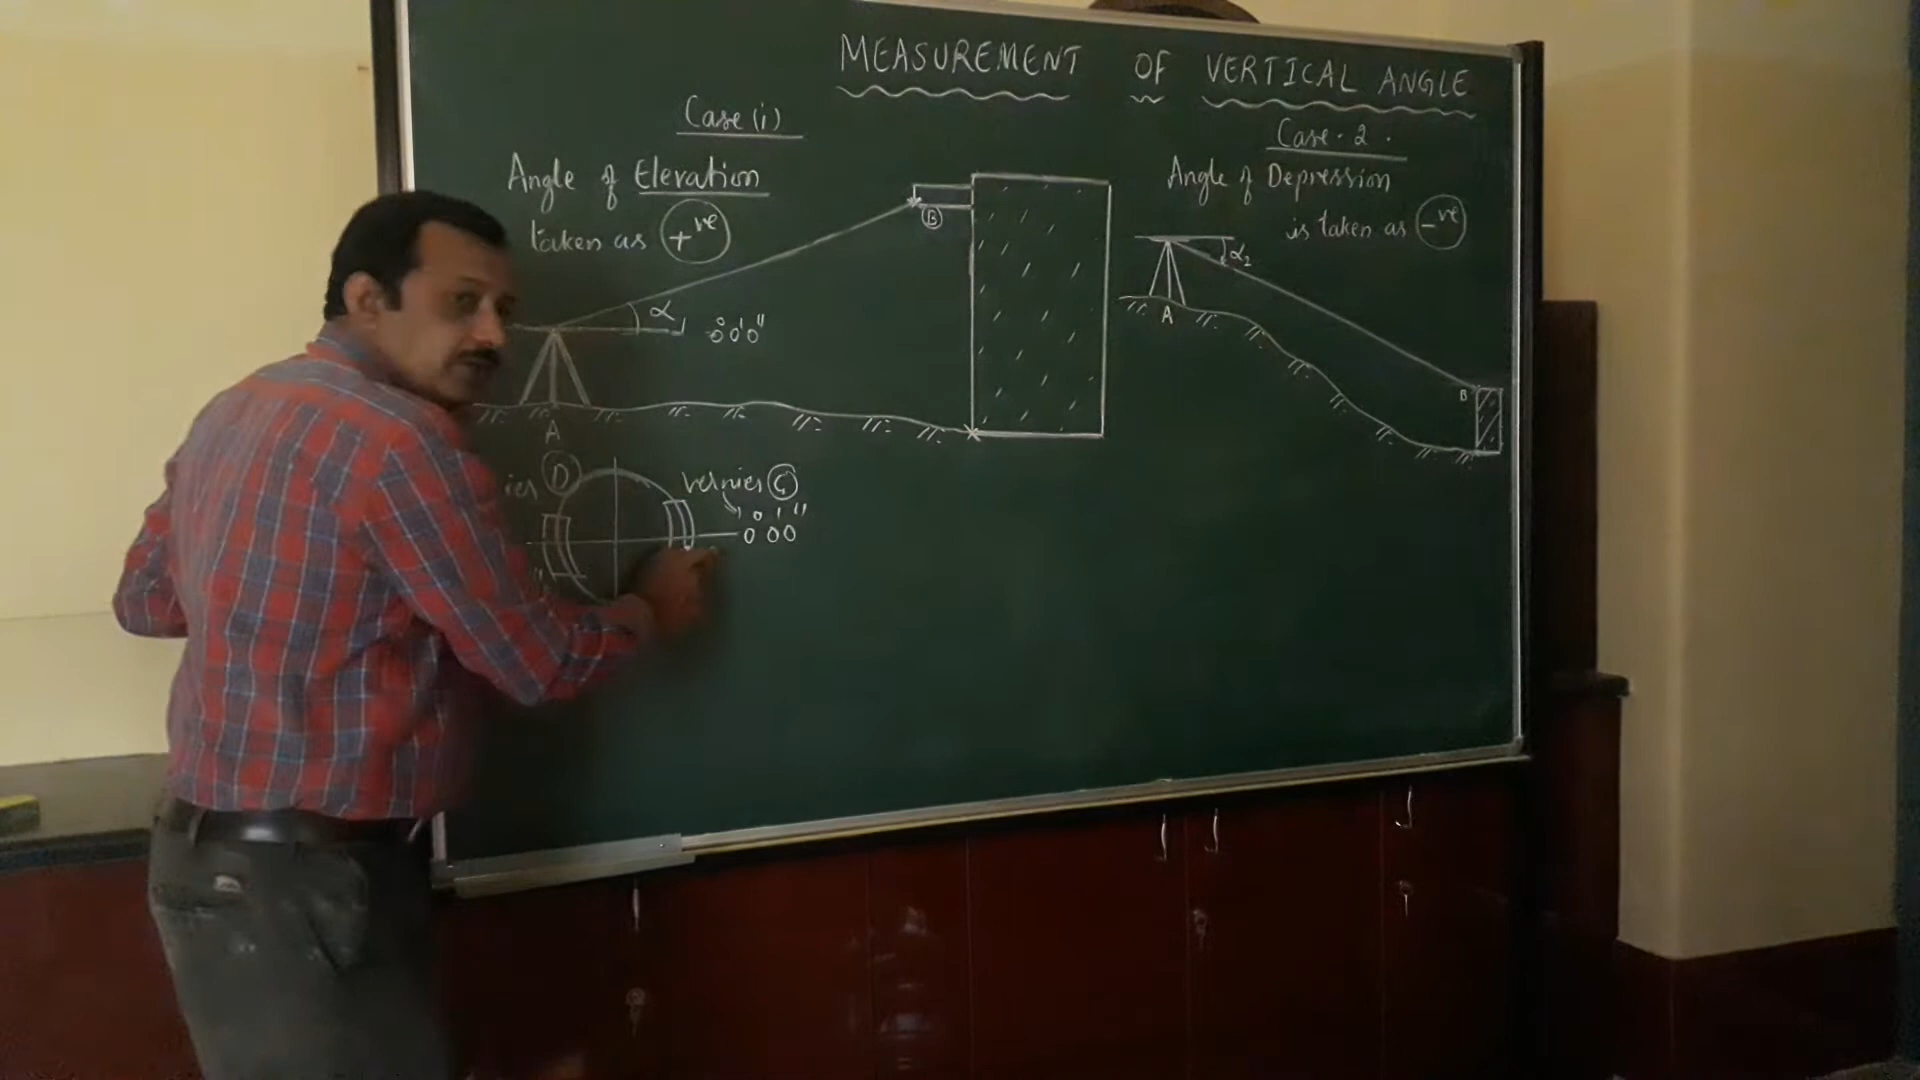 MEASUREMENT OF VERTICAL ANGLE
Case (i)
Angle of Elevation
taken as +ve
B
α
0° 0' 0"
A
D
Vernier C
0° 0' 0"
Case - 2 .
Angle of Depression
is taken as -ve
α2
A
B